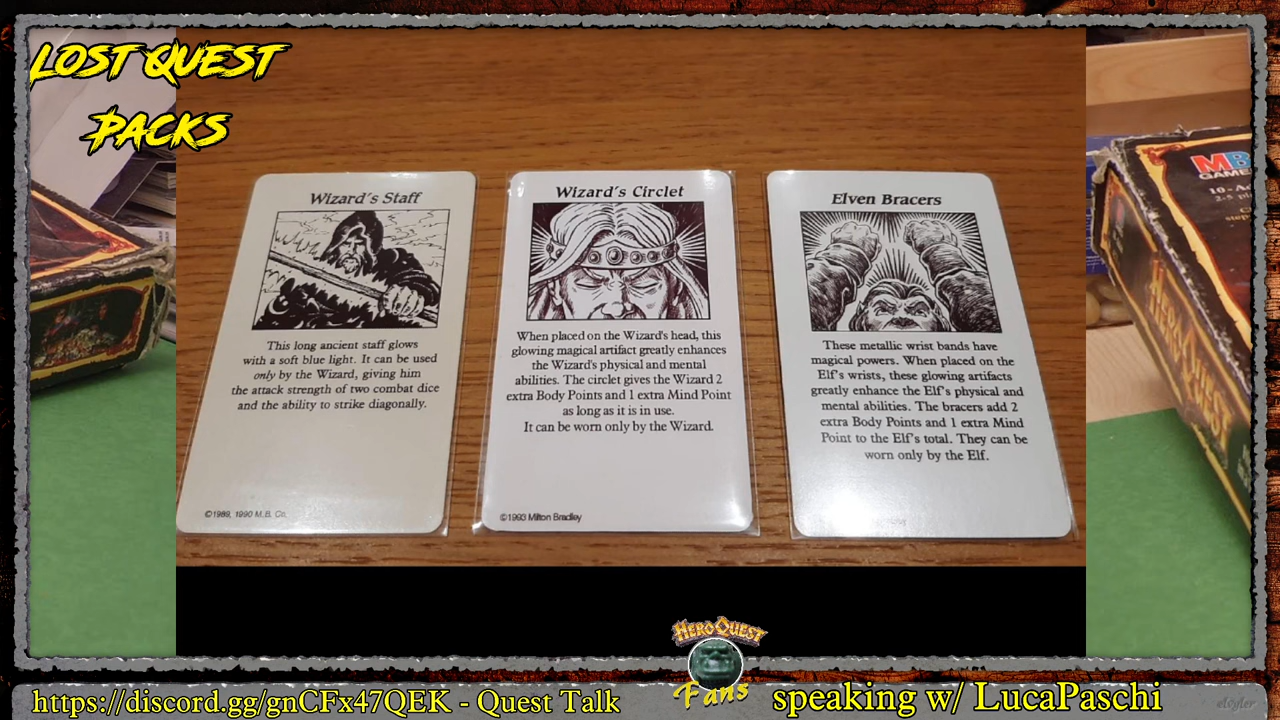 LOST QUEST
PACKS
Wizard's Staff
This long ancient staff glows
with a soft blue light. It can be used
only by the Wizard, giving him
the attack strength of two combat dice
and the ability to strike diagonally.
©1989, 1990 M.B. Co.
Wizard's Circlet
When placed on the Wizard's head, this
glowing magical artifact greatly enhances
the Wizard's physical and mental
abilities. The circlet gives the Wizard 2
extra Body Points and 1 extra Mind Point
as long as it is in use.
It can be worn only by the Wizard.
©1993 Milton Bradley
Elven Bracers
These metallic wrist bands have
magical powers. When placed on the
Elf's wrists, these glowing artifacts
greatly enhance the Elf's physical and
mental abilities. The bracers add 2
extra Body Points and 1 extra Mind
Point to the Elf's total. They can be
worn only by the Elf.
MB
GAME
HERO QUEST
HEROQUEST
Fans
https://discord.gg/gnCFx47QEK - Quest Talk
speaking w/ LucaPaschi